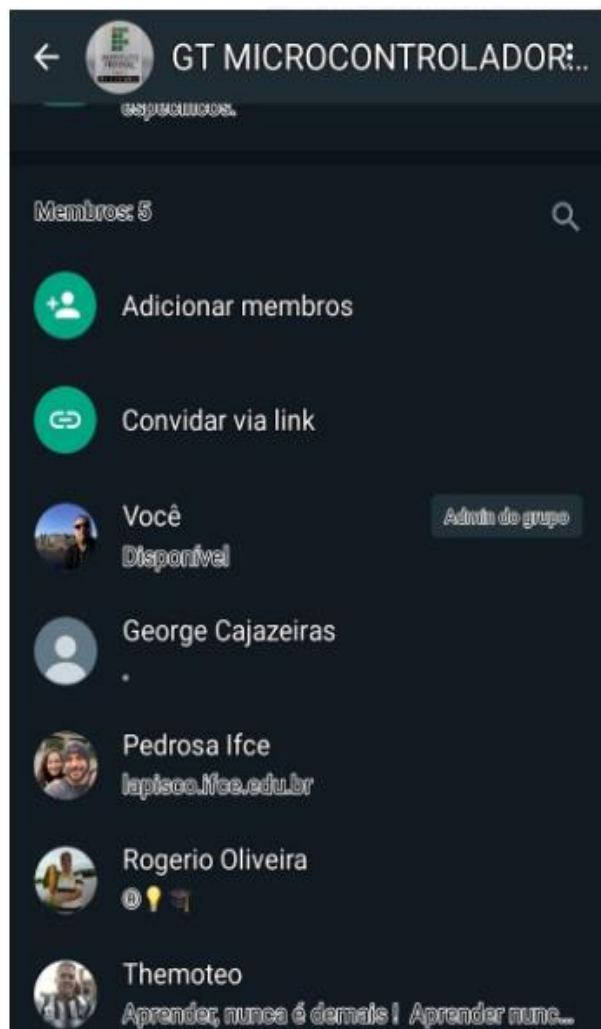 GT MICROCONTROLADOR...
específicos.
Membros: 5
Adicionar membros
Convidar via link
Você
Admin do grupo
Disponível
George Cajazeiras
.
Pedrosa Ifce
lapisco.ifce.edu.br
Rogerio Oliveira
®💡🎓
Themoteo
Aprender, nunca é demais ! Aprender nunc...